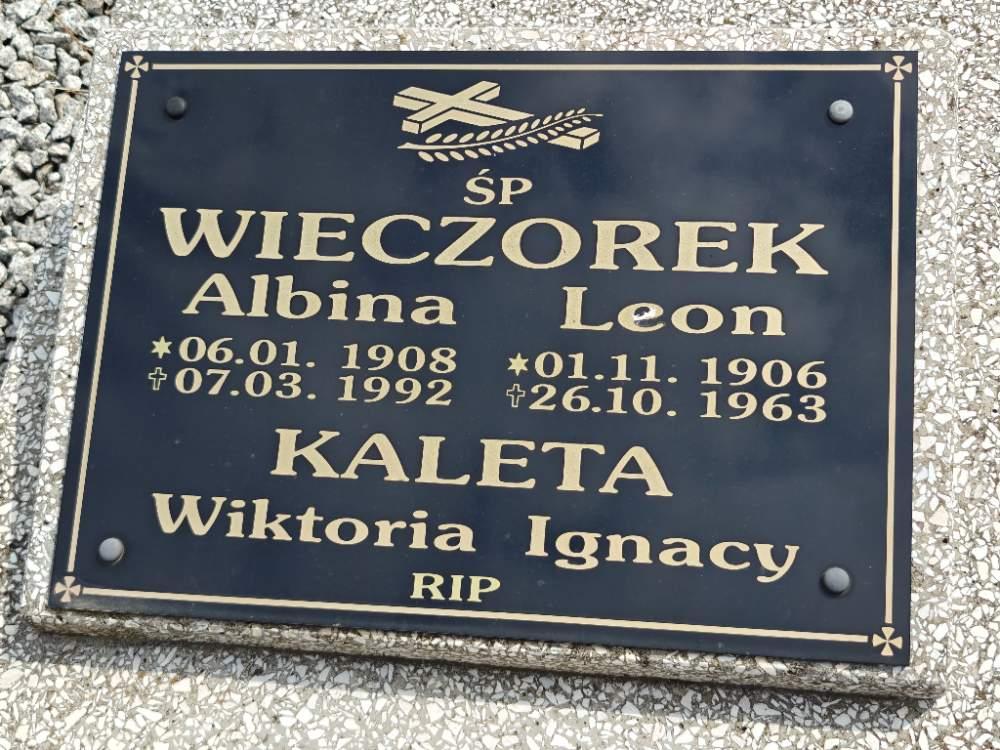 ŚP
WIECZOREK
Albina Leon
*06.01. 1908 *01.11. 1906
✝07.03. 1992 ✝26.10. 1963
KALETA
Wiktoria Ignacy
RIP